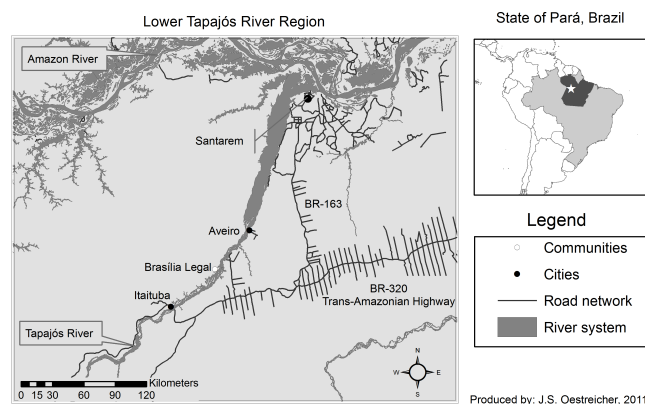 Lower Tapajós River Region
State of Pará, Brazil
Amazon River
Santarem
BR-163
Aveiro
Brasília Legal
BR-320
Trans-Amazonian Highway
Itaituba
Tapajós River
Kilometers
0 15 30 60 90 120
N
W E
S
Legend
Communities
Cities
Road network
River system
Produced by: J.S. Oestreicher, 2011